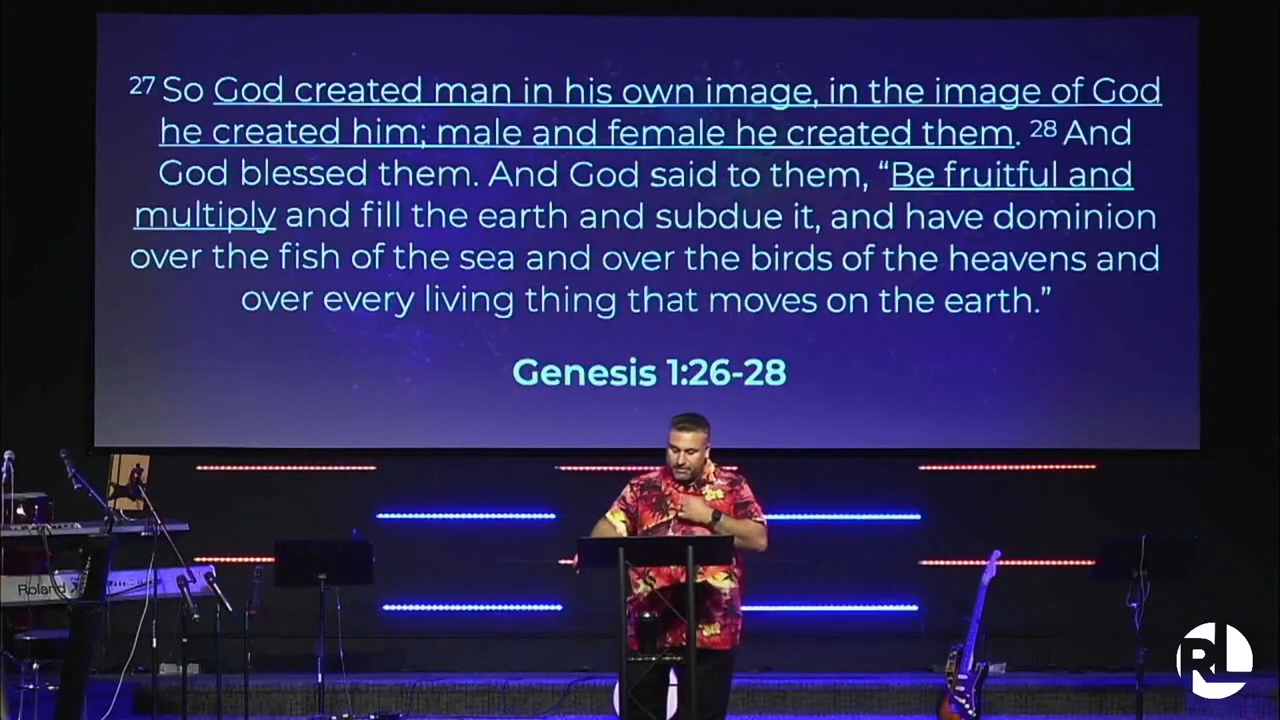 27 So God created man in his own image, in the image of God
he created him; male and female he created them. 28 And
God blessed them. And God said to them, “Be fruitful and
multiply and fill the earth and subdue it, and have dominion
over the fish of the sea and over the birds of the heavens and
over every living thing that moves on the earth.”
Genesis 1:26-28
Roland
RL